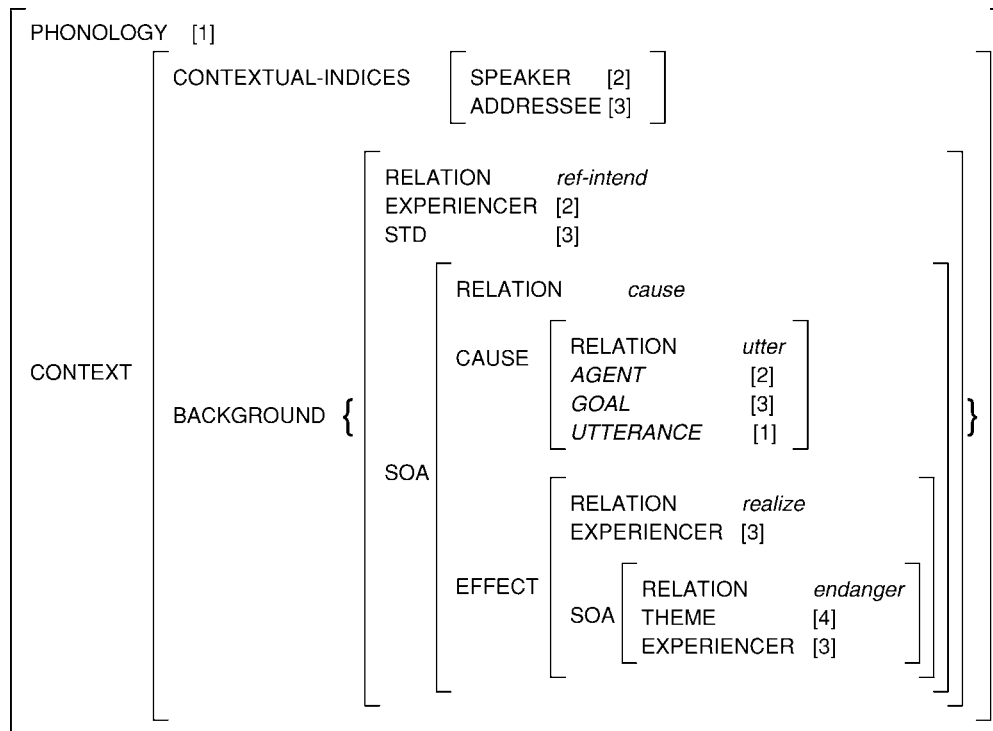 PHONOLOGY [1]
CONTEXTUAL-INDICES SPEAKER [2]
ADDRESSEE [3]
RELATION ref-intend
EXPERIENCER [2]
STD [3]
RELATION cause
CAUSE RELATION utter
AGENT [2]
GOAL [3]
UTTERANCE [1]
CONTEXT
BACKGROUND { }
SOA
RELATION realize
EXPERIENCER [3]
EFFECT
SOA RELATION endanger
THEME [4]
EXPERIENCER [3]